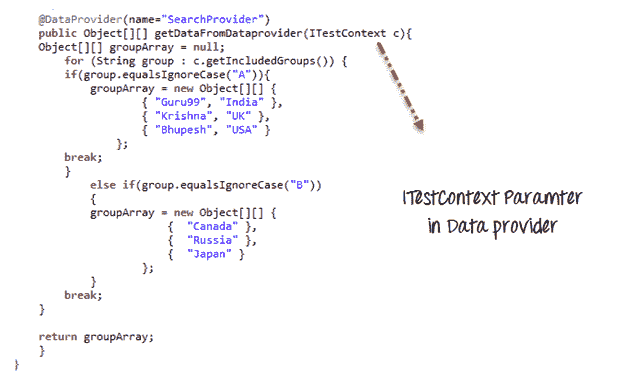 @DataProvider(name="SearchProvider")
public Object[][] getDataFromDataprovider(ITestContext c){
Object[][] groupArray = null;
for (String group : c.getIncludedGroups()) {
if(group.equalsIgnoreCase("A")){
groupArray = new Object[][] {
{ "Guru99", "India" },
{ "Krishna", "UK" },
{ "Bhupesh", "USA" }
};
break;
}
else if(group.equalsIgnoreCase("B"))
{
groupArray = new Object[][] {
{  "Canada" },
{  "Russia" },
{  "Japan" }
};
}
break;
}
return groupArray;
}
}
ITestContext Paramter
in Data provider